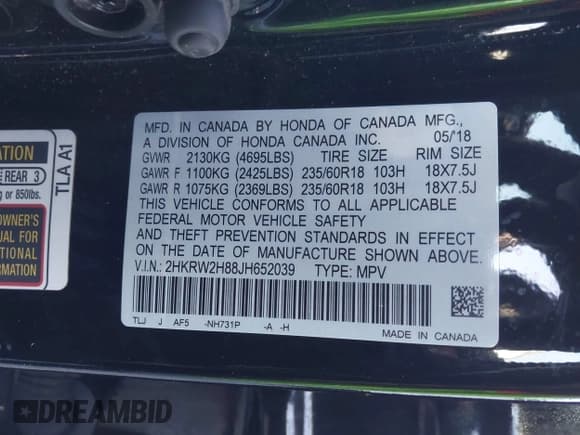 MFD. IN CANADA BY HONDA OF CANADA MFG.,
A DIVISION OF HONDA CANADA INC. 05/18
GVWR 2130KG (4695LBS) TIRE SIZE RIM SIZE
GAWR F 1100KG (2425LBS) 235/60R18 103H 18X7.5J
GAWR R 1075KG (2369LBS) 235/60R18 103H 18X7.5J
THIS VEHICLE CONFORMS TO ALL APPLICABLE
FEDERAL MOTOR VEHICLE SAFETY
AND THEFT PREVENTION STANDARDS IN EFFECT
ON THE DATE OF MANUFACTURE SHOWN ABOVE.
V.I.N.: 2HKRW2H88JH652039 TYPE: MPV
TLJ J AF5 -NH731P -A -H
MADE IN CANADA
TLA A1
REAR 3
or 850lbs.
OWNER'S
UAL FOR
TIONAL
RMATION
DREAMBID